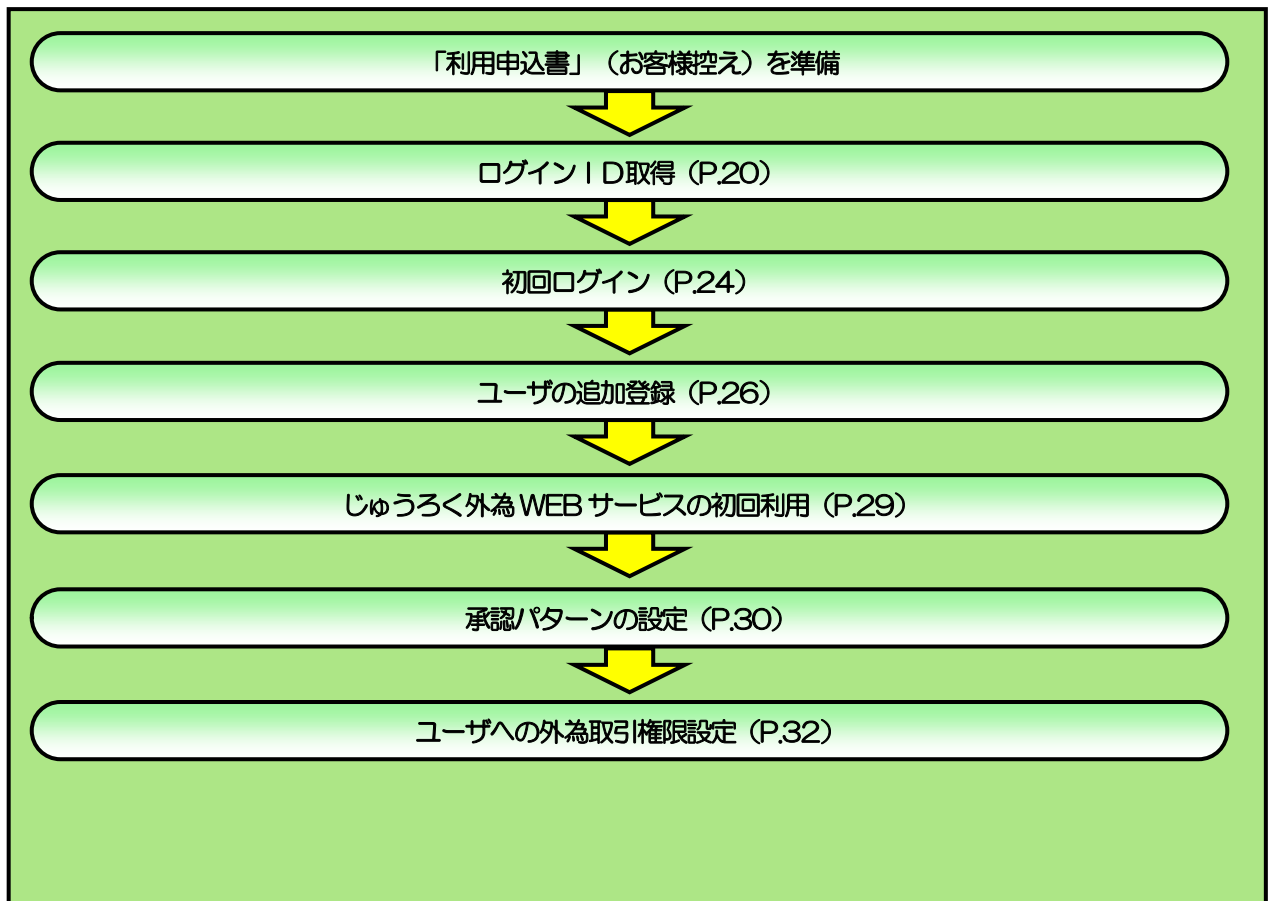 「利用申込書」（お客様控え）を準備
ログインＩＤ取得（P.20）
初回ログイン（P.24）
ユーザの追加登録（P.26）
じゅうろく外為 WEB サービスの初回利用（P.29）
承認パターンの設定（P.30）
ユーザへの外為取引権限設定（P.32）